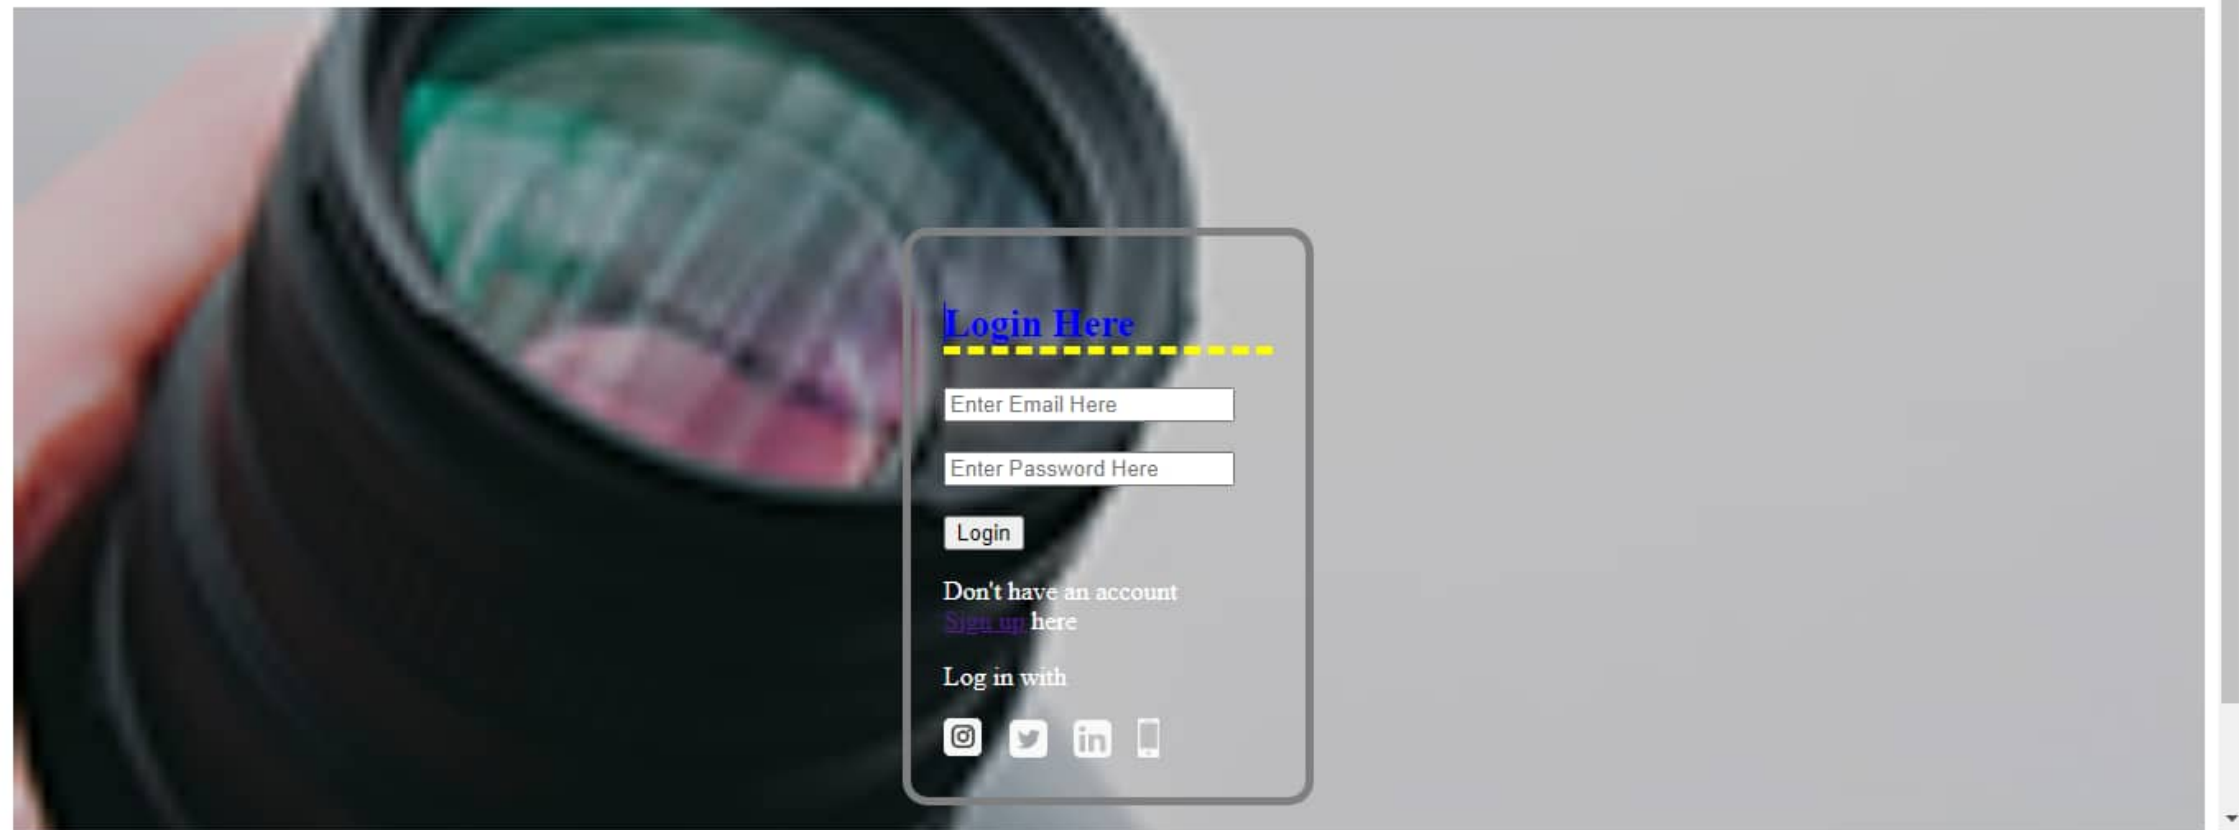 Login Here
Enter Email Here
Enter Password Here
Login
Don't have an account
Sign up here
Log in with
in